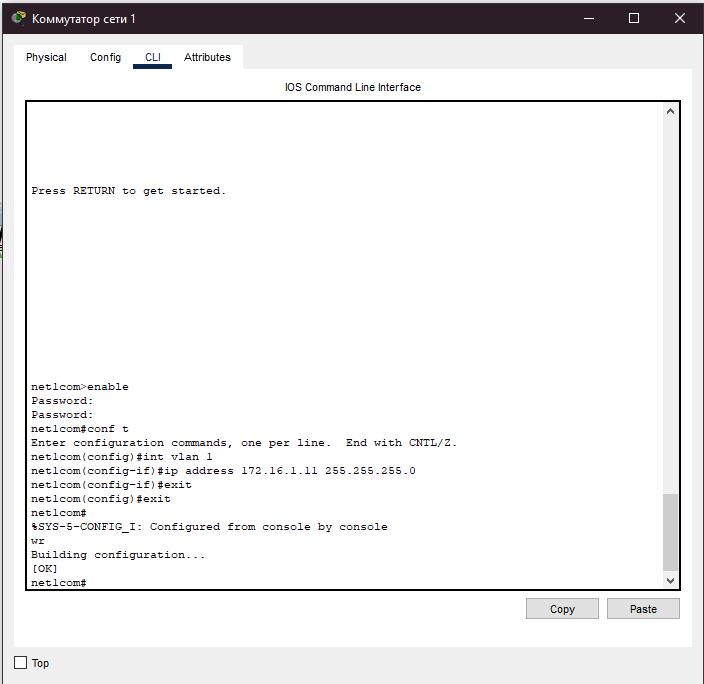 Коммутатор сети 1
Physical Config CLI Attributes
IOS Command Line Interface
Press RETURN to get started.
net1com>enable
Password:
Password:
net1com#conf t
Enter configuration commands, one per line.  End with CNTL/Z.
net1com(config)#int vlan 1
net1com(config-if)#ip address 172.16.1.11 255.255.255.0
net1com(config-if)#exit
net1com(config)#exit
net1com#
%SYS-5-CONFIG_I: Configured from console by console
wr
Building configuration...
[OK]
net1com#
Copy Paste
Top